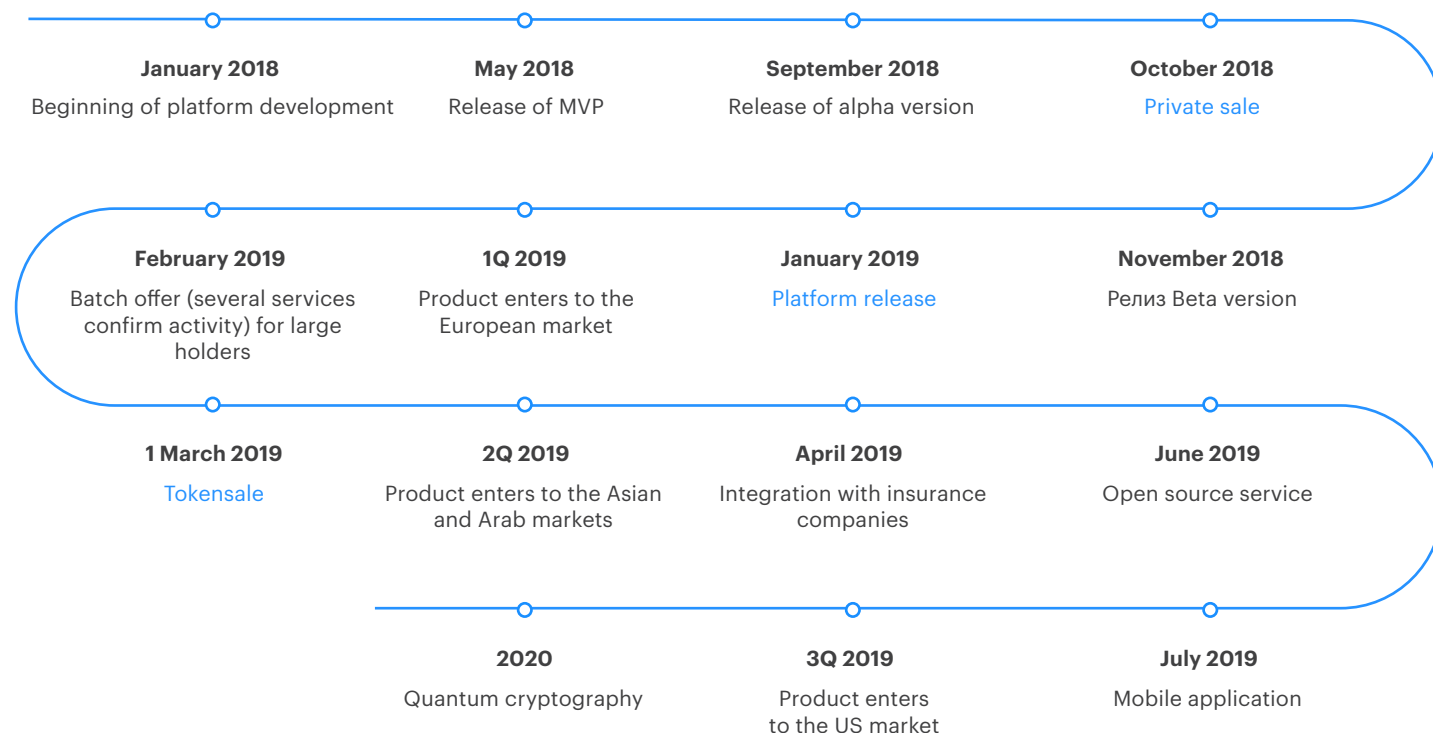 January 2018
Beginning of platform development
May 2018
Release of MVP
September 2018
Release of alpha version
October 2018
Private sale
November 2018
Релиз Beta version
January 2019
Platform release
1Q 2019
Product enters to the
European market
February 2019
Batch offer (several services
confirm activity) for large
holders
1 March 2019
Tokensale
2Q 2019
Product enters to the Asian
and Arab markets
April 2019
Integration with insurance
companies
June 2019
Open source service
July 2019
Mobile application
3Q 2019
Product enters
to the US market
2020
Quantum cryptography